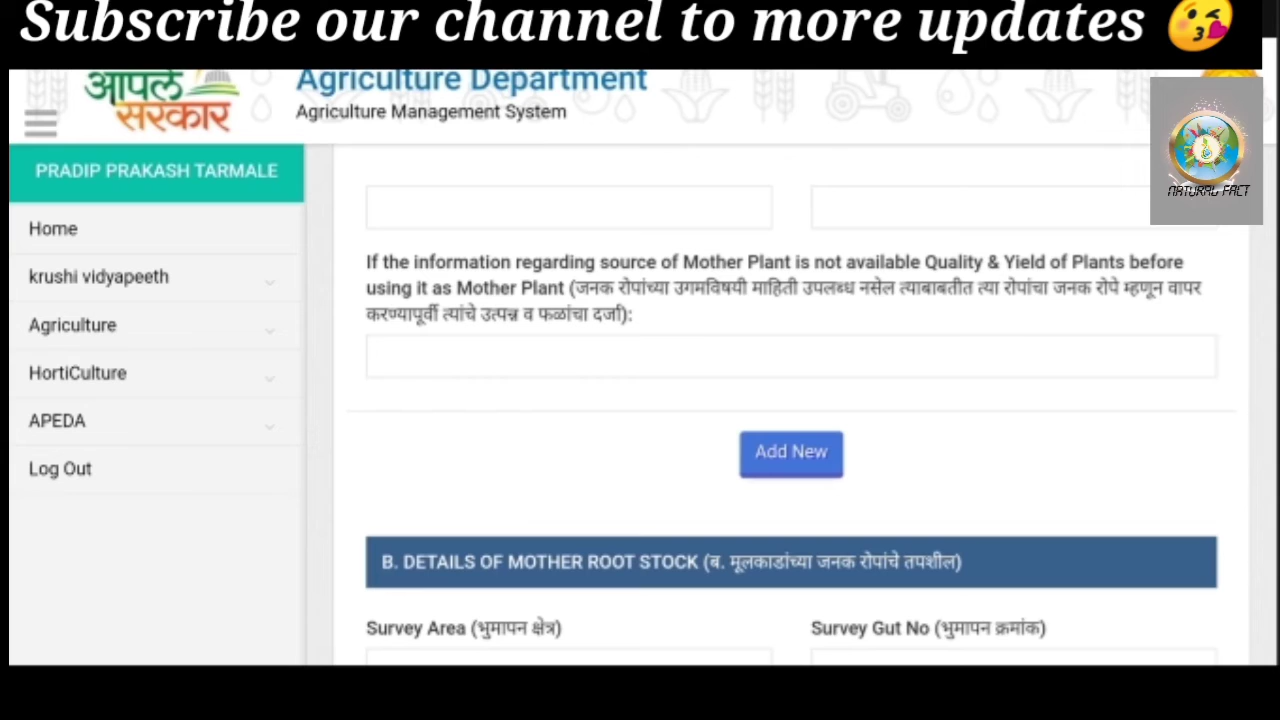 Subscribe our channel to more updates 😘
आपले
सरकार
Agriculture Department
Agriculture Management System
NATURAL FACT
PRADIP PRAKASH TARMALE
Home
krushi vidyapeeth
Agriculture
HortiCulture
APEDA
Log Out
If the information regarding source of Mother Plant is not available Quality & Yield of Plants before
using it as Mother Plant (जनक रोपांच्या उगमविषयी माहिती उपलब्ध नसेल त्याबाबतीत त्या रोपांचा जनक रोपे म्हणून वापर
करण्यापूर्वी त्यांचे उत्पन्न व फळांचा दर्जा):
Add New
B. DETAILS OF MOTHER ROOT STOCK (ब. मूलकाडांच्या जनक रोपांचे तपशील)
Survey Area (भुमापन क्षेत्र)
Survey Gut No (भुमापन क्रमांक)